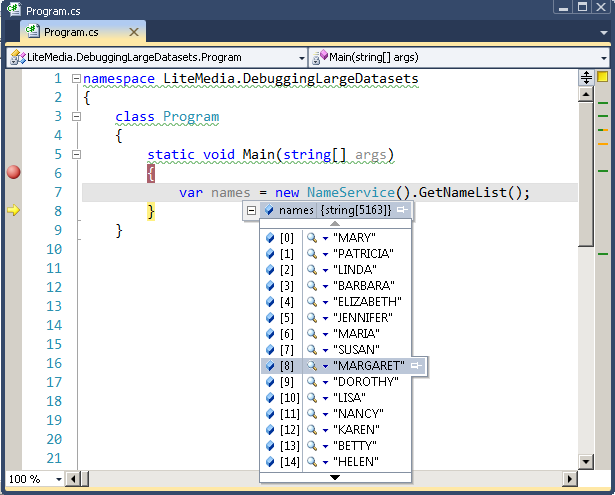 Program.cs
Program.cs
LiteMedia.DebuggingLargeDatasets.Program
Main(string[] args)
1 namespace LiteMedia.DebuggingLargeDatasets
2 {
3 class Program
4 {
5 static void Main(string[] args)
6 {
7 var names = new NameService().GetNameList();
8 }
names {string[5163]}
9 }
10
11
12
13
14
15
16
17
18
19
20
21
[0] "MARY"
[1] "PATRICIA"
[2] "LINDA"
[3] "BARBARA"
[4] "ELIZABETH"
[5] "JENNIFER"
[6] "MARIA"
[7] "SUSAN"
[8] "MARGARET"
[9] "DOROTHY"
[10] "LISA"
[11] "NANCY"
[12] "KAREN"
[13] "BETTY"
[14] "HELEN"
100 %